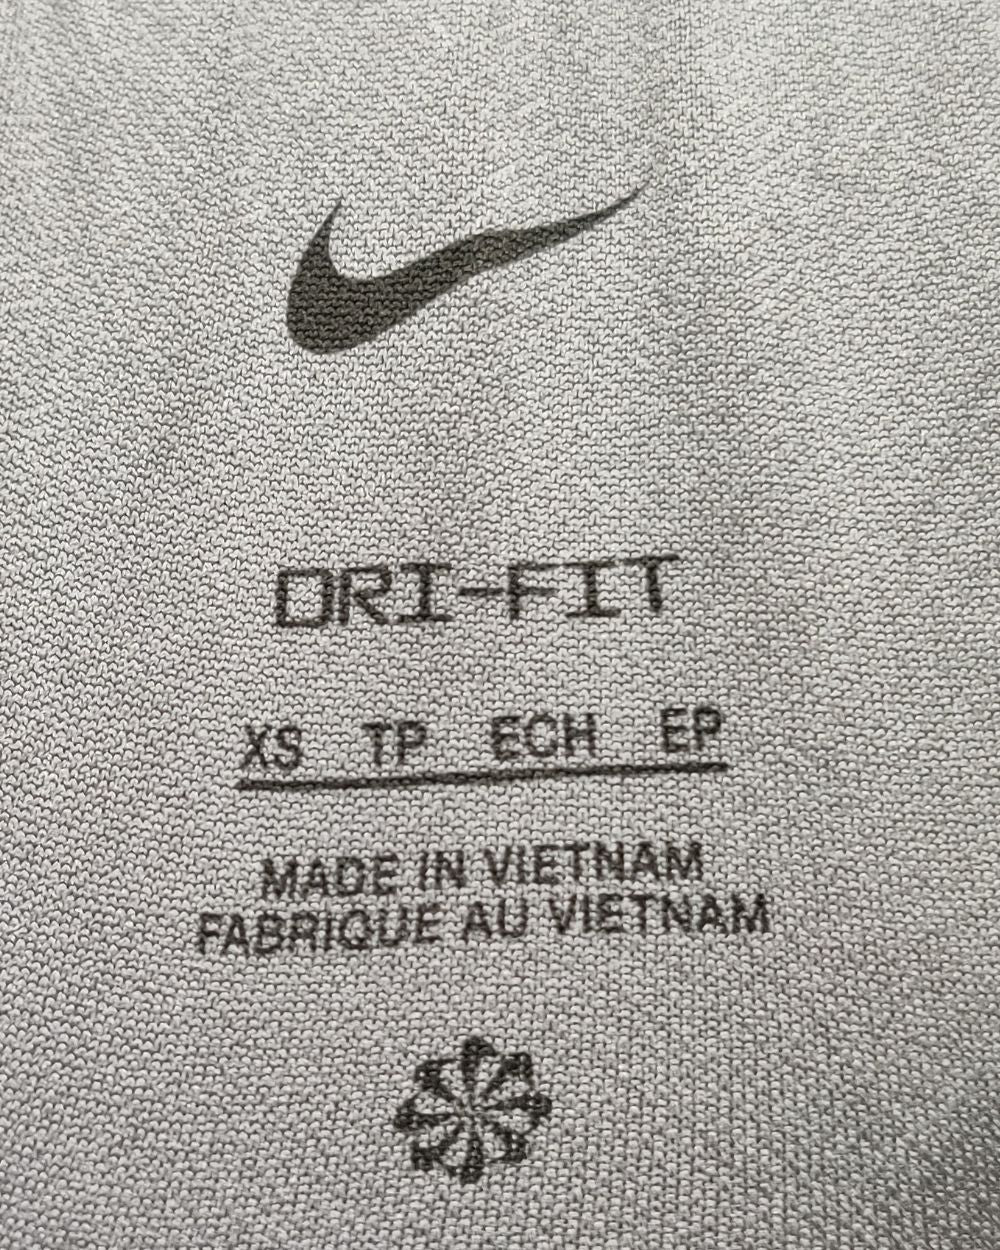 DRI-FIT
XS TP ECH EP
MADE IN VIETNAM
FABRIQUE AU VIETNAM